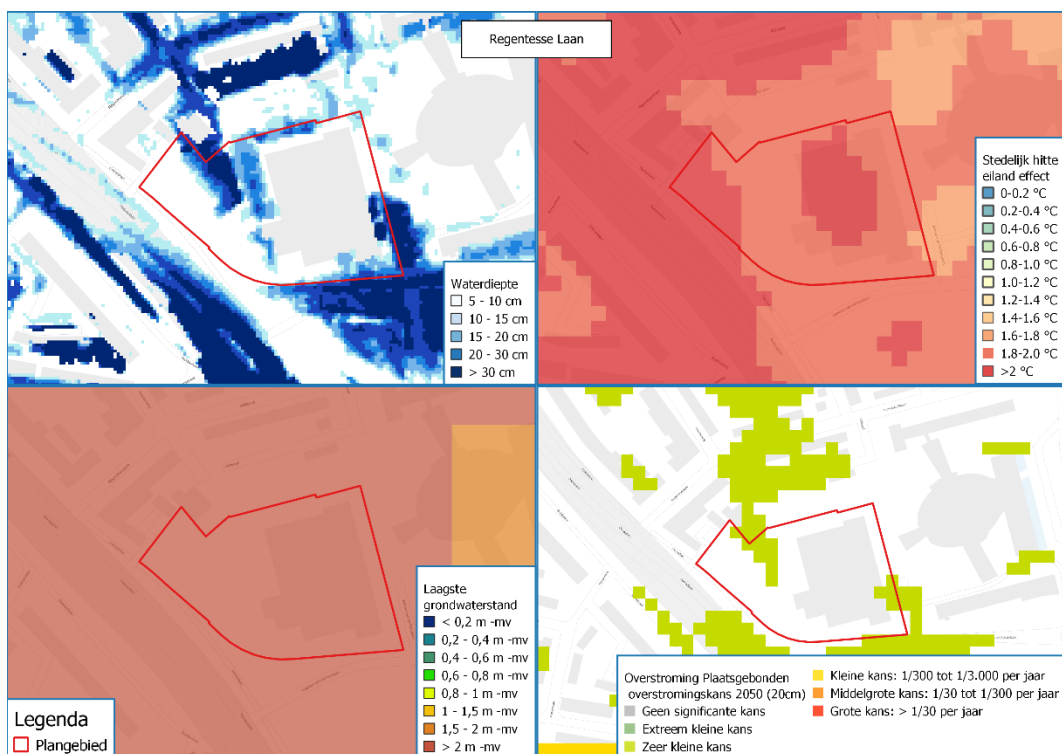 Regentesse Laan
Waterdiepte
5 - 10 cm
10 - 15 cm
15 - 20 cm
20 - 30 cm
> 30 cm
Stedelijk hitte
eiland effect
0-0.2 °C
0.2-0.4 °C
0.4-0.6 °C
0.6-0.8 °C
0.8-1.0 °C
1.0-1.2 °C
1.2-1.4 °C
1.4-1.6 °C
1.6-1.8 °C
1.8-2.0 °C
>2 °C
Legenda
Plangebied
Laagste
grondwaterstand
< 0,2 m -mv
0,2 - 0,4 m -mv
0,4 - 0,6 m -mv
0,6 - 0,8 m -mv
0,8 - 1 m -mv
1 - 1,5 m -mv
1,5 - 2 m -mv
> 2 m -mv
Overstroming Plaatsgebonden
overstromingskans 2050 (20cm)
Geen significante kans
Extreem kleine kans
Zeer kleine kans
Kleine kans: 1/300 tot 1/3.000 per jaar
Middelgrote kans: 1/30 tot 1/300 per jaar
Grote kans: > 1/30 per jaar